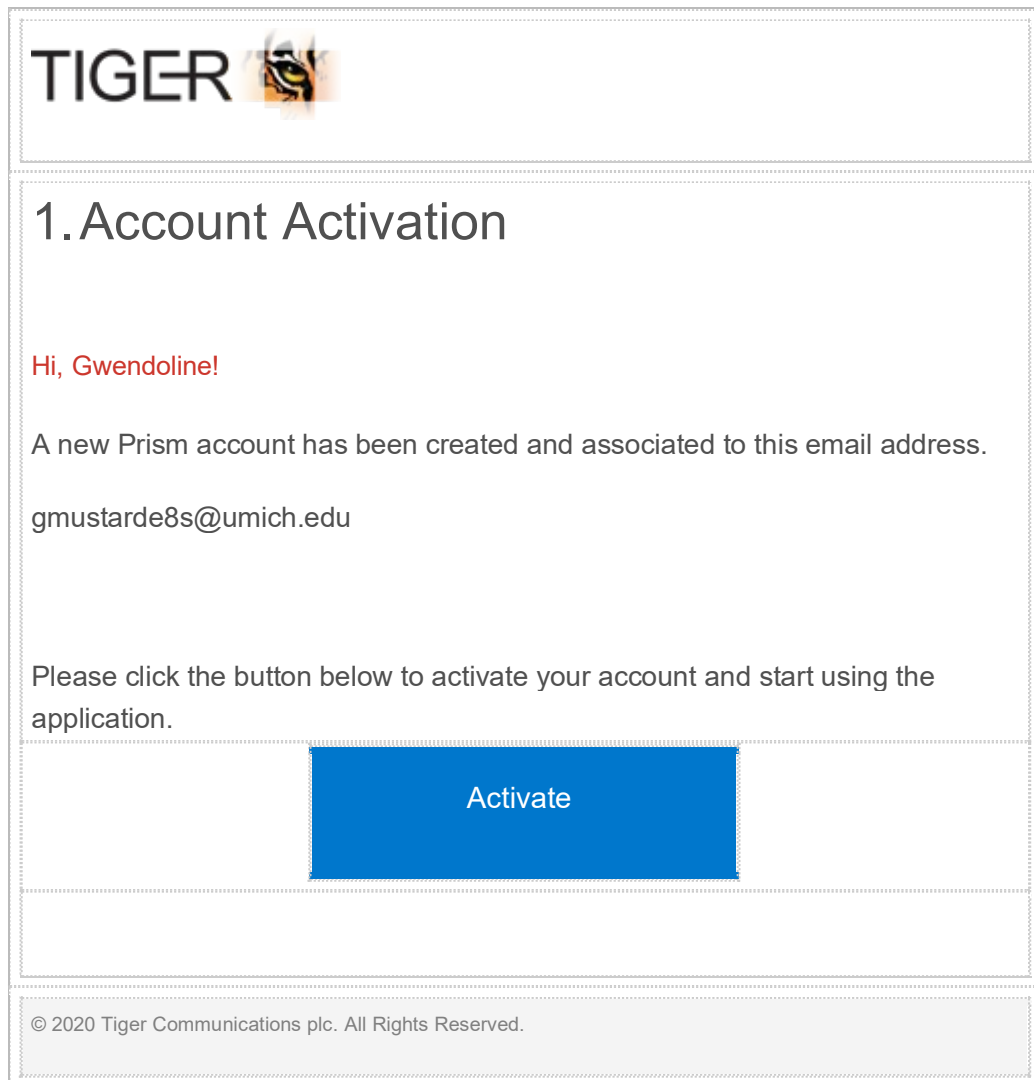 TIGER
1. Account Activation
Hi, Gwendoline!
A new Prism account has been created and associated to this email address.
gmustarde8s@umich.edu
Please click the button below to activate your account and start using the
application.
Activate
© 2020 Tiger Communications plc. All Rights Reserved.